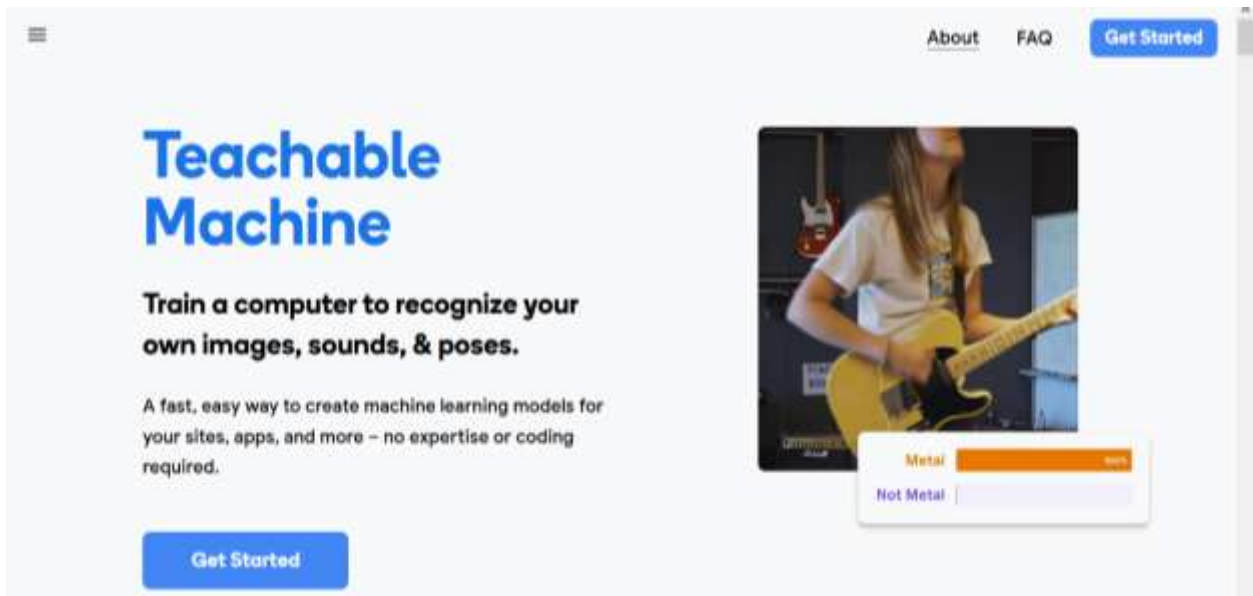 About FAQ Get Started
Teachable
Machine
Train a computer to recognize your
own images, sounds, & poses.
A fast, easy way to create machine learning models for
your sites, apps, and more – no expertise or coding
required.
Metal
Not Metal
Get Started